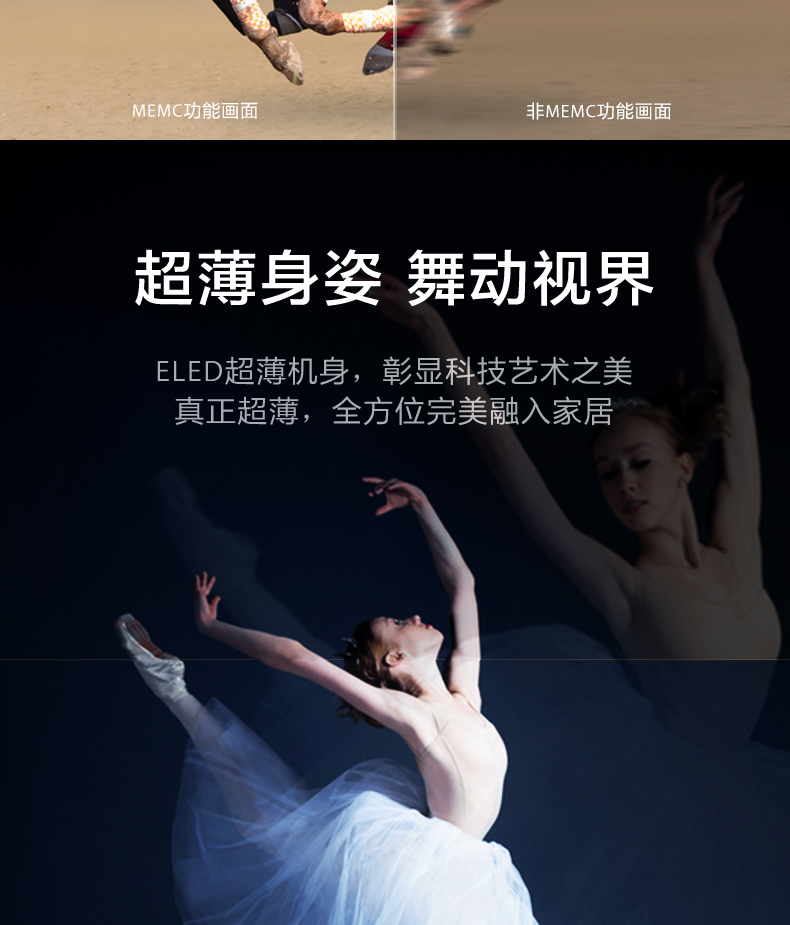 MEMC功能画面
非MEMC功能画面
超薄身姿 舞动视界
ELED超薄机身，彰显科技艺术之美
真正超薄，全方位完美融入家居